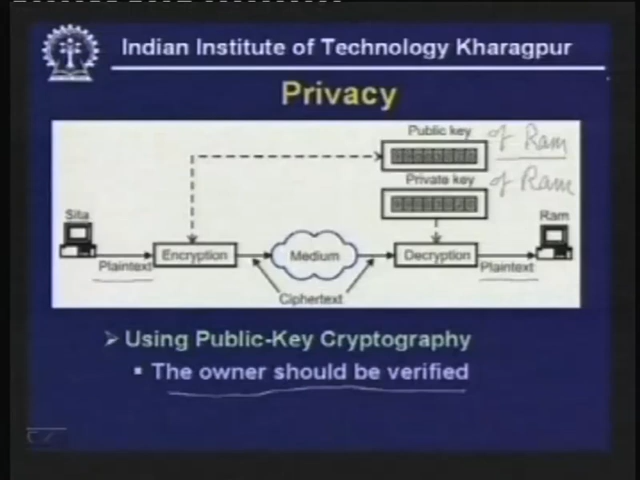 Indian Institute of Technology Kharagpur
Privacy
Public key of Ram
Private key of Ram
Sita
Ram
Plaintext
Encryption
Medium
Decryption
Plaintext
Ciphertext
Using Public-Key Cryptography
The owner should be verified